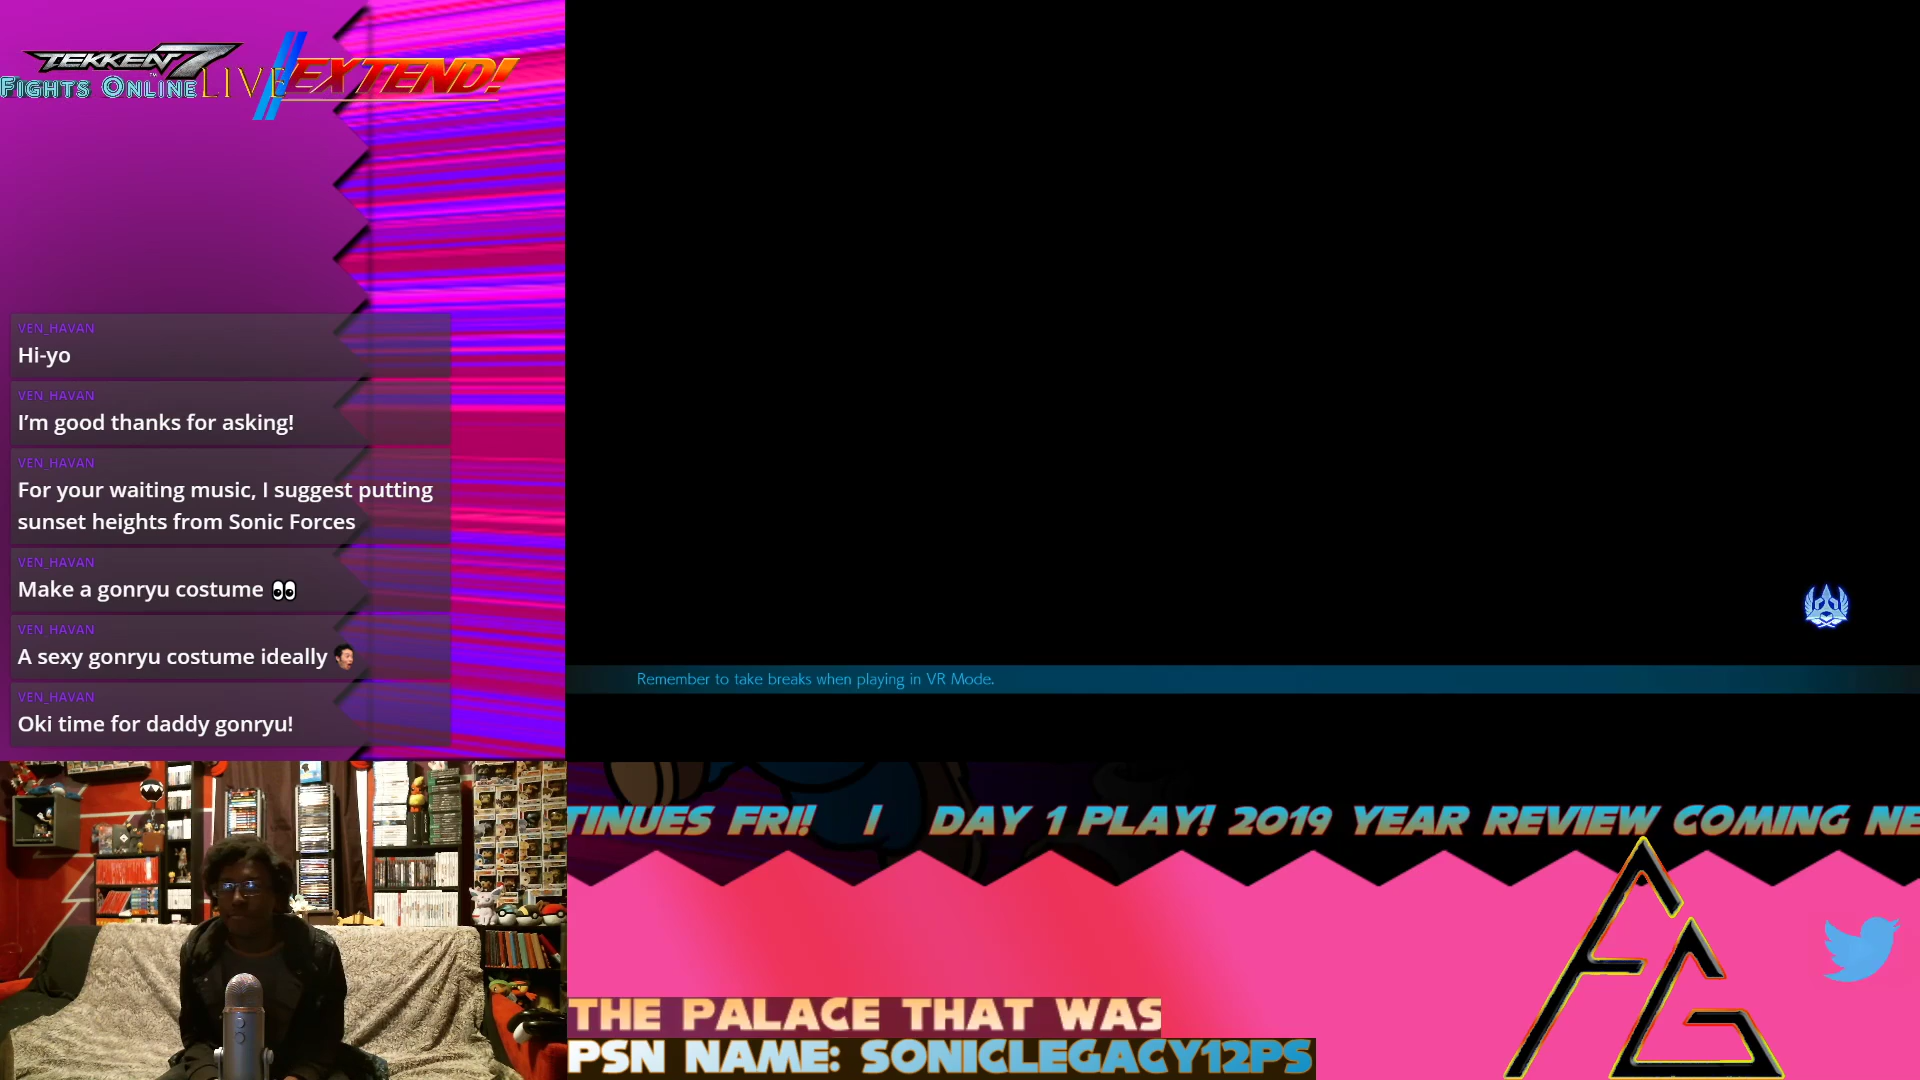 TEKKEN 7
FIGHTS ONLINE LIVE EXTEND!
VEN_HAVAN
Hi-yo
VEN_HAVAN
I'm good thanks for asking!
VEN_HAVAN
For your waiting music, I suggest putting
sunset heights from Sonic Forces
VEN_HAVAN
Make a gonryu costume 👀
VEN_HAVAN
A sexy gonryu costume ideally
VEN_HAVAN
Oki time for daddy gonryu!
Remember to take breaks when playing in VR Mode.
TINUES FRI! | DAY 1 PLAY! 2019 YEAR REVIEW COMING NE
THE PALACE THAT WAS
PSN NAME: SONICLEGACY12PS
AG